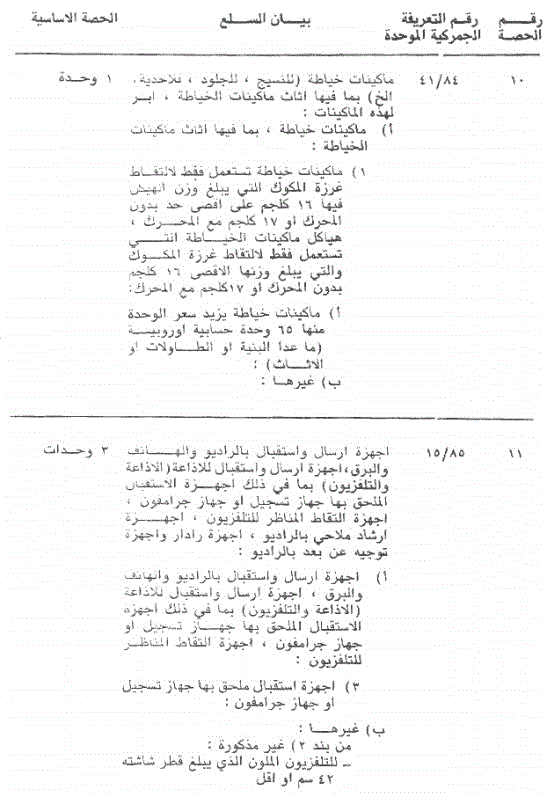 رقم الحصة
رقم التعريفة الجمركية الموحدة
بيان السلع
الحصة الاساسية
١٠
٤١/٨٤
ماكينات خياطة (للنسيج ، للجلود ، للاحذية،
١ وحدة
الخ) بما فيها اثاث ماكينات الخياطة ، ابر
لهذه الماكينات :
أ) ماكينات خياطة ، بما فيها اثاث ماكينات
الخياطة :
١) ماكينات خياطة تستعمل فقط لالتقاط
غرزة المكوك التي يبلغ وزن الهيكل
فيها ١٦ كلجم على اقصى حد بدون
المحرك او ١٧ كلجم مع المحرك ،
هياكل ماكينات الخياطة التي
تستعمل فقط لالتقاط غرزة المكوك
والتي يبلغ وزنها الاقصى ١٦ كلجم
بدون المحرك او ١٧كلجم مع المحرك:
أ) ماكينات خياطة يزيد سعر الوحدة
منها ٦٥ وحدة حسابية اوروبية
(ما عدا البنية او الطاولات او
الاثاث) :
ب) غيرها :
١١
١٥/٨٥
اجهزة ارسال واستقبال بالراديو والهاتف
٣ وحدات
والبرق،اجهزة ارسال واستقبال للاذاعة(الاذاعة
والتلفزيون) بما في ذلك اجهزة الاستقبال
الملحق بها جهاز تسجيل او جهاز جرامفون ،
اجهزة التقاط المناظر للتلفزيون ، اجهزة
ارشاد ملاحي بالراديو ، اجهزة رادار واجهزة
توجيه عن بعد بالراديو :
أ) اجهزة ارسال واستقبال بالراديو والهاتف
والبرق ، اجهزة ارسال واستقبال للاذاعة
(الاذاعة والتلفزيون) بما في ذلك اجهزة
الاستقبال الملحق بها جهاز تسجيل او
جهاز جرامفون ، اجهزة التقاط المناظر
للتلفزيون :
٣) اجهزة استقبال ملحق بها جهاز تسجيل
او جهاز جرامفون :
ب) غيرها :
من بند ٢) غير مذكورة :
ـ للتلفزيون الملون الذي يبلغ قطر شاشته
٤٢ سم او اقل